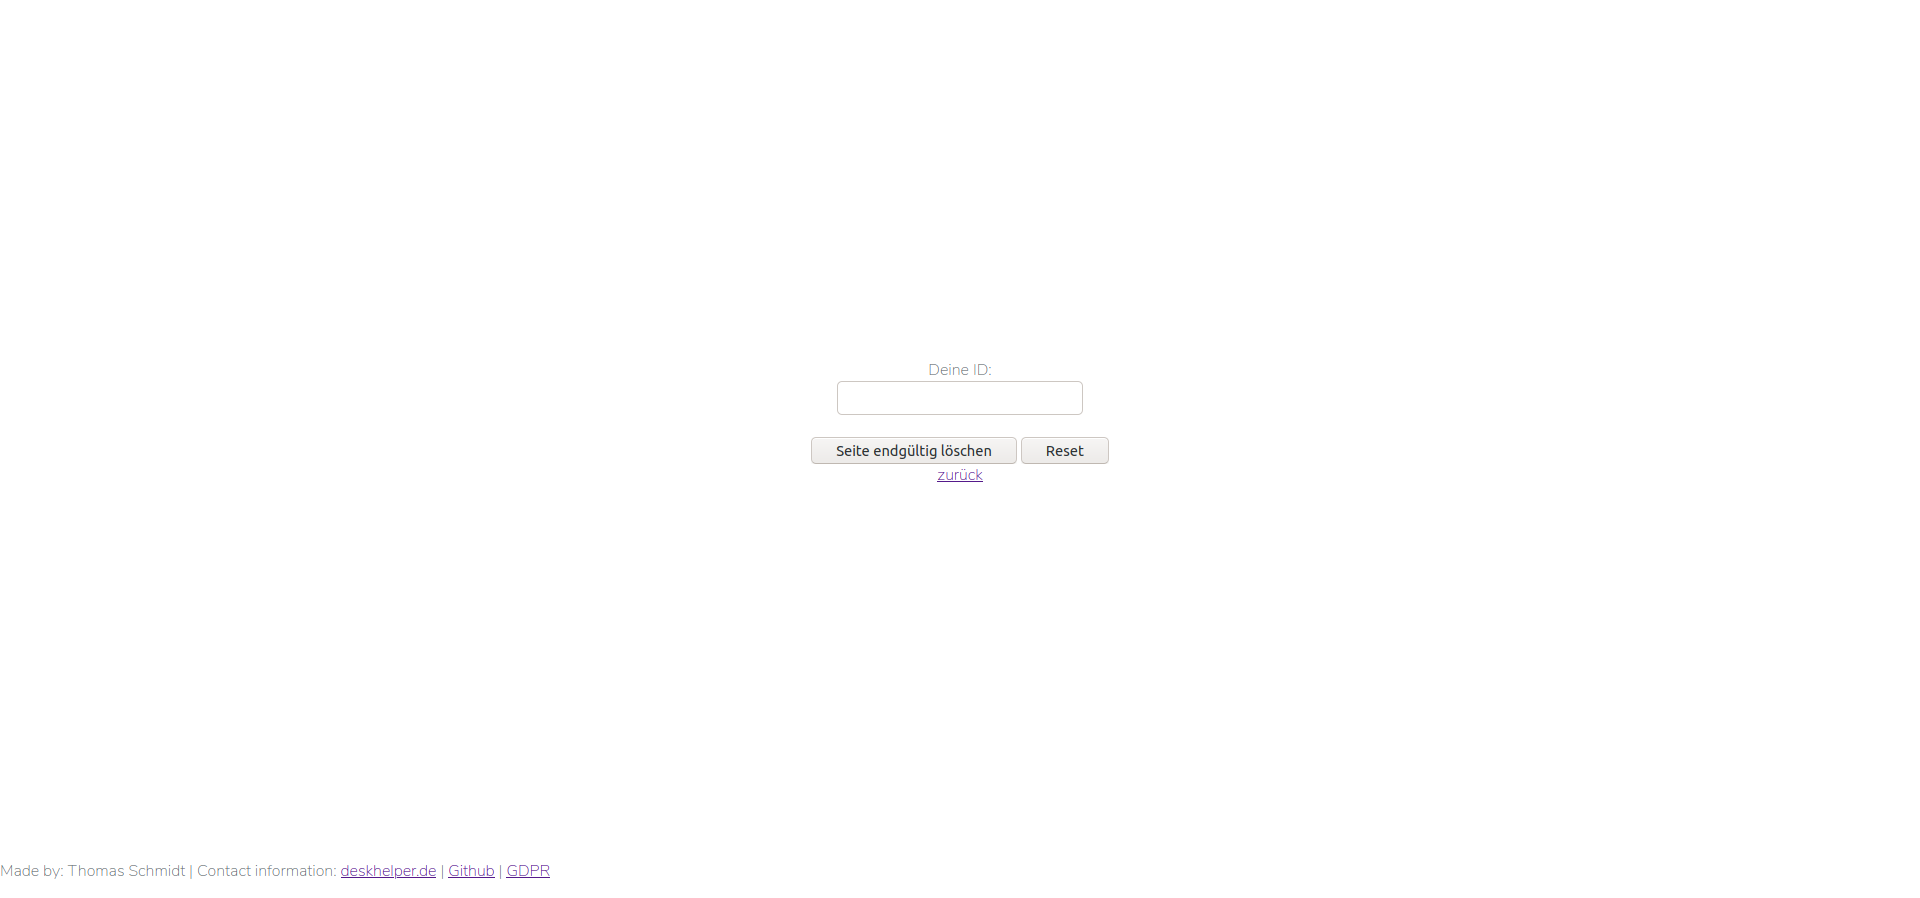 Deine ID:
Seite endgültig löschen Reset
zurück
Made by: Thomas Schmidt | Contact information: deskhelper.de | Github | GDPR